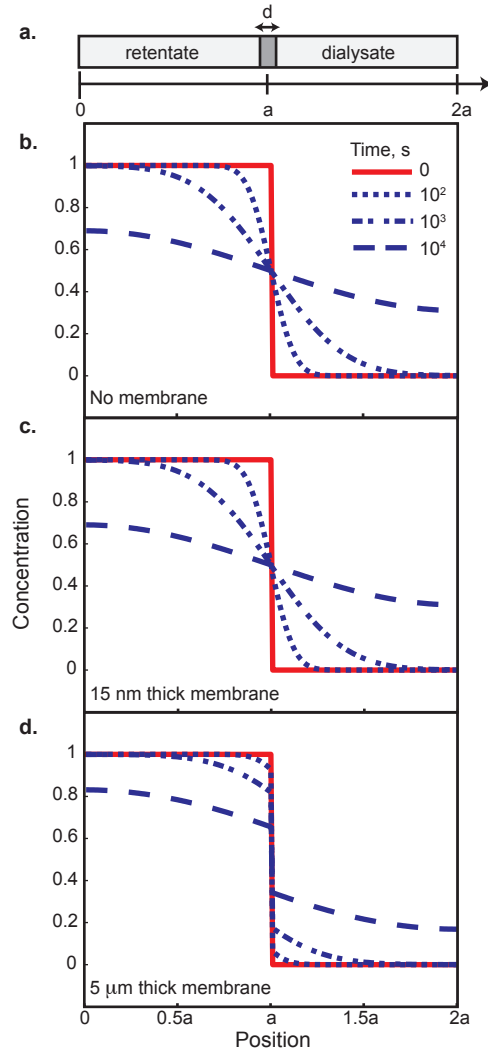 d
a.
retentate
dialysate
0
a
2a
b.
Time, s
0
10²
10³
10⁴
1
0.8
0.6
0.4
0.2
0
No membrane
c.
1
0.8
0.6
0.4
0.2
0
Concentration
15 nm thick membrane
d.
1
0.8
0.6
0.4
0.2
0
5 μm thick membrane
0
0.5a
a
1.5a
2a
Position